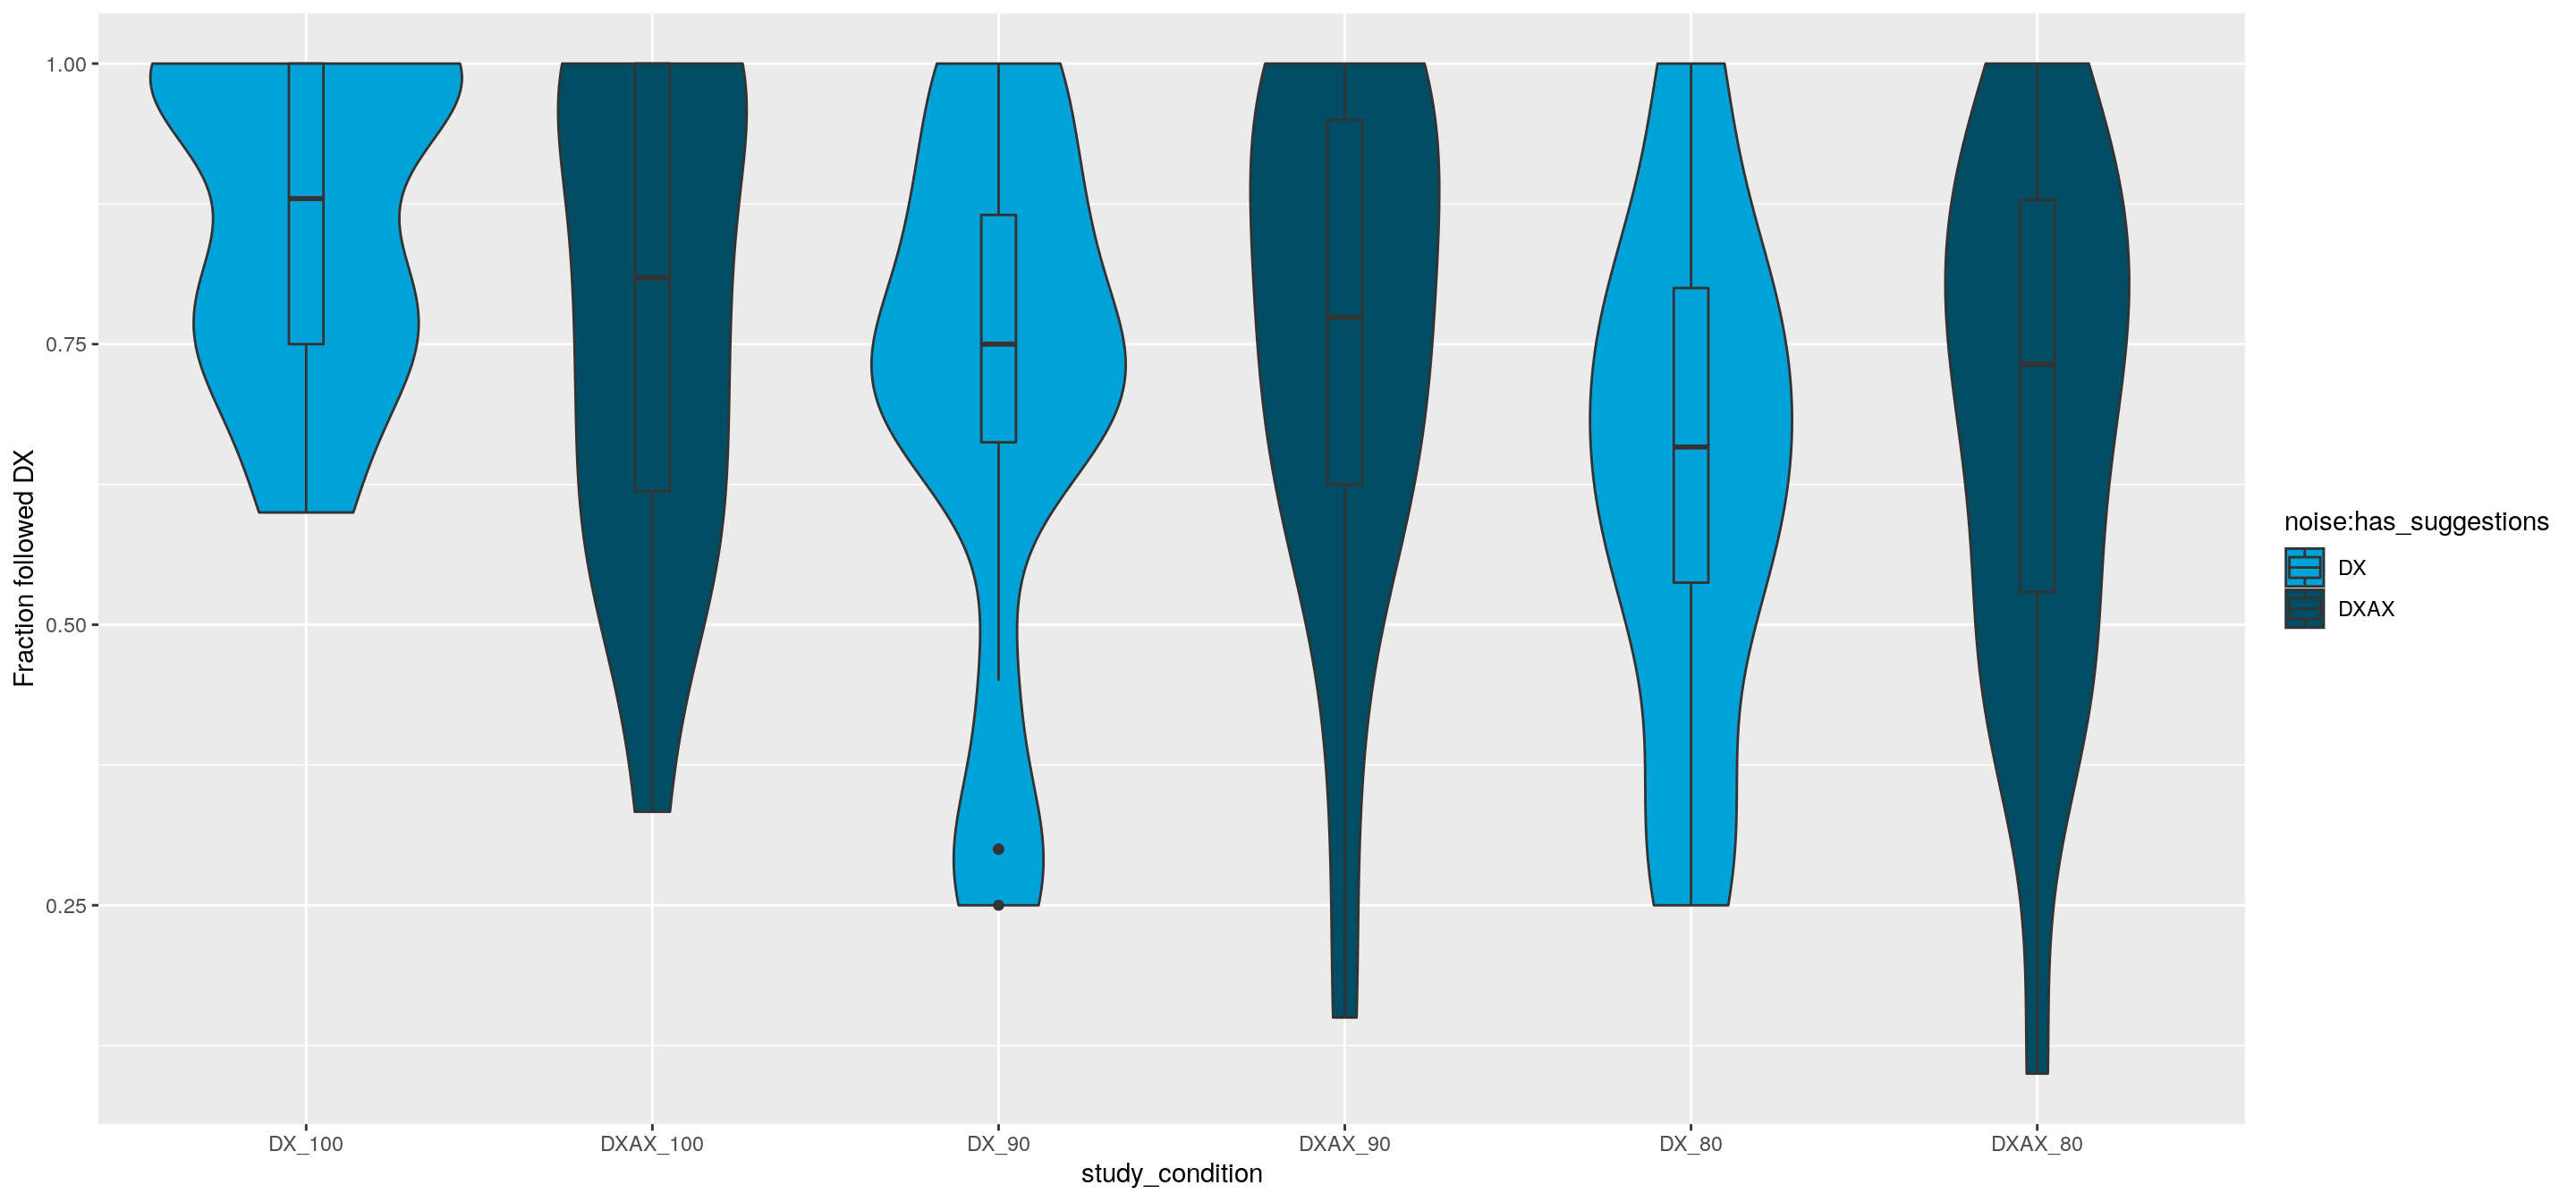 Fraction followed DX
1.00
0.75
0.50
0.25
DX_100
DXAX_100
DX_90
DXAX_90
DX_80
DXAX_80
study_condition
noise:has_suggestions
DX
DXAX